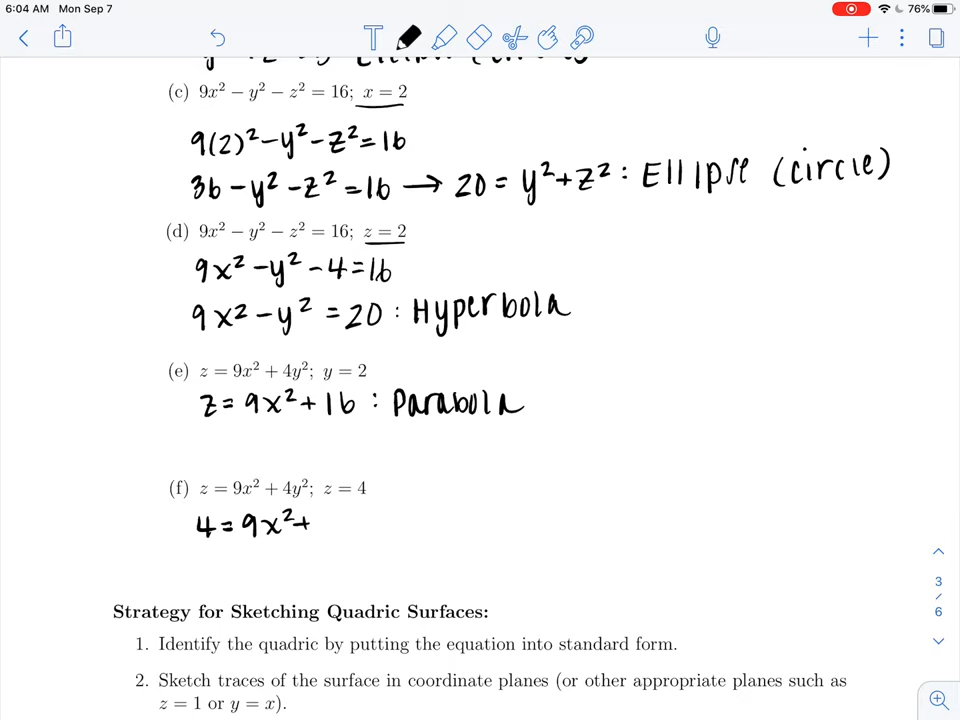 6:04 AM Mon Sep 7 76%
T
(c) 9x² − y² − z² = 16; x = 2
9(2)² − y² − z² = 16
36 − y² − z² = 16 → 20 = y² + z² : Ellipse (circle)
(d) 9x² − y² − z² = 16; z = 2
9x² − y² − 4 = 16
9x² − y² = 20 : Hyperbola
(e) z = 9x² + 4y²; y = 2
z = 9x² + 16 : Parabola
(f) z = 9x² + 4y²; z = 4
4 = 9x² +
3
/
6
Strategy for Sketching Quadric Surfaces:
1. Identify the quadric by putting the equation into standard form.
2. Sketch traces of the surface in coordinate planes (or other appropriate planes such as
z = 1 or y = x).